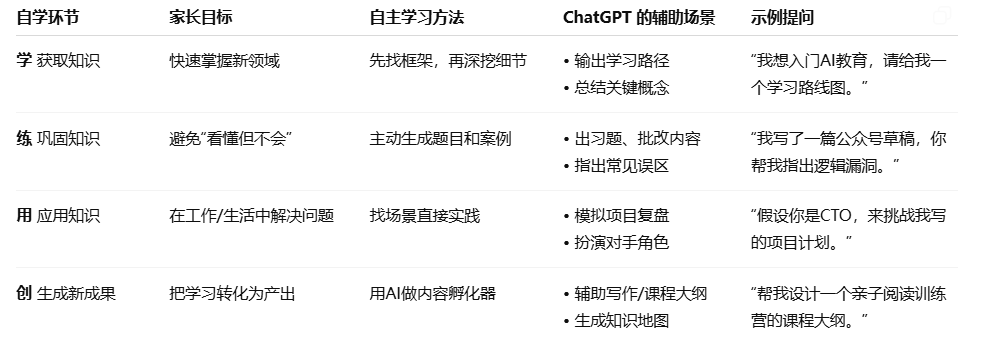 自学环节 家长目标 自主学习方法 ChatGPT 的辅助场景 示例提问
学 获取知识 快速掌握新领域 先找框架，再深挖细节 • 输出学习路径 “我想入门AI教育，请给我一
• 总结关键概念 个学习路线图。”
练 巩固知识 避免“看懂但不会” 主动生成题目和案例 • 出习题、批改内容 “我写了一篇公众号草稿，你
• 指出常见误区 帮我指出逻辑漏洞。”
用 应用知识 在工作/生活中解决问题 找场景直接实践 • 模拟项目复盘 “假设你是CTO，来挑战我写
• 扮演对手角色 的项目计划。”
创 生成新成果 把学习转化为产出 用AI做内容孵化器 • 辅助写作/课程大纲 “帮我设计一个亲子阅读训练
• 生成知识地图 营的课程大纲。”